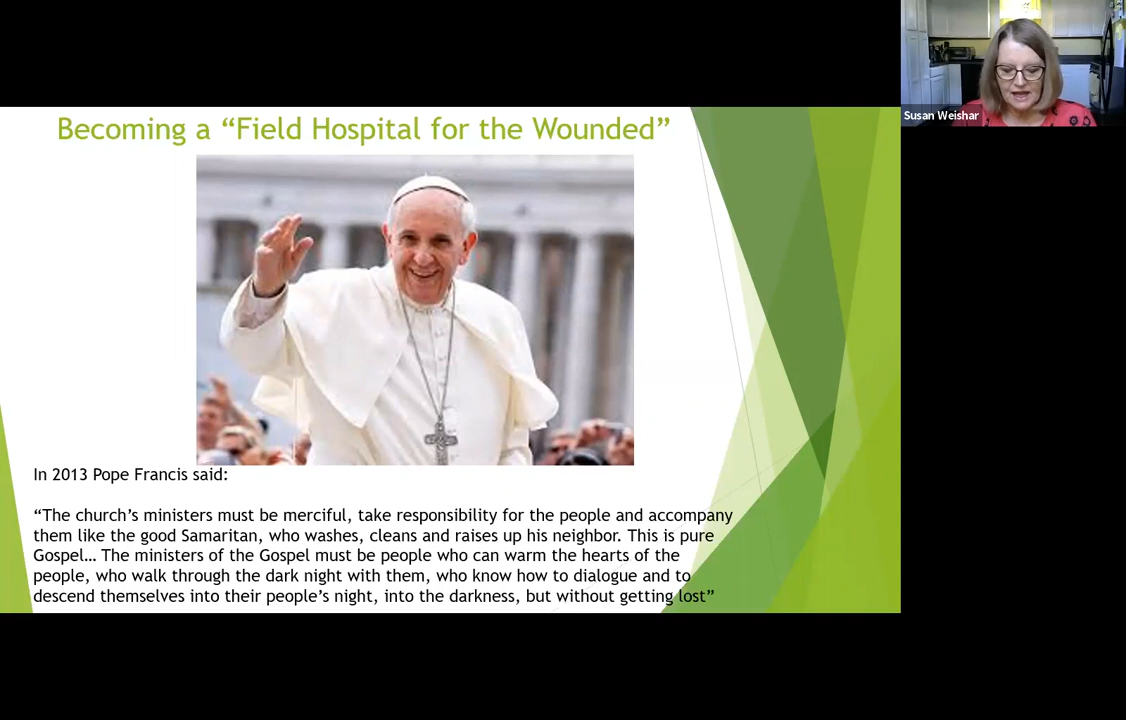 Becoming a “Field Hospital for the Wounded”
Susan Weishar
In 2013 Pope Francis said:
“The church’s ministers must be merciful, take responsibility for the people and accompany
them like the good Samaritan, who washes, cleans and raises up his neighbor. This is pure
Gospel… The ministers of the Gospel must be people who can warm the hearts of the
people, who walk through the dark night with them, who know how to dialogue and to
descend themselves into their people’s night, into the darkness, but without getting lost”